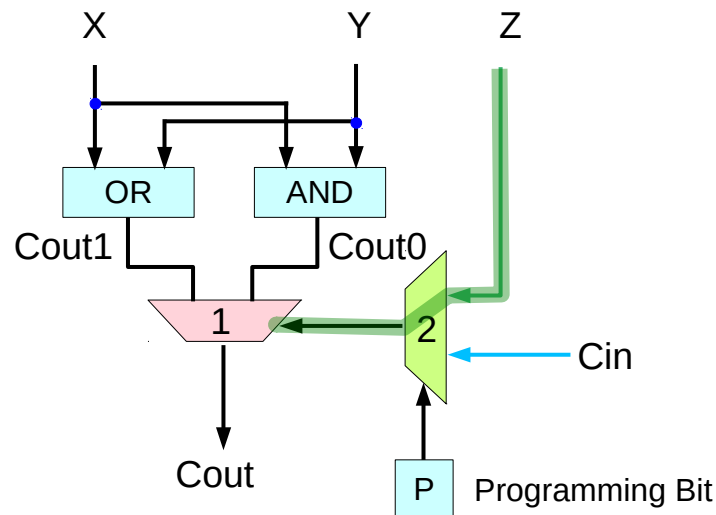 X Y Z
OR AND
Cout1 Cout0
1
2
Cin
Cout
P Programming Bit